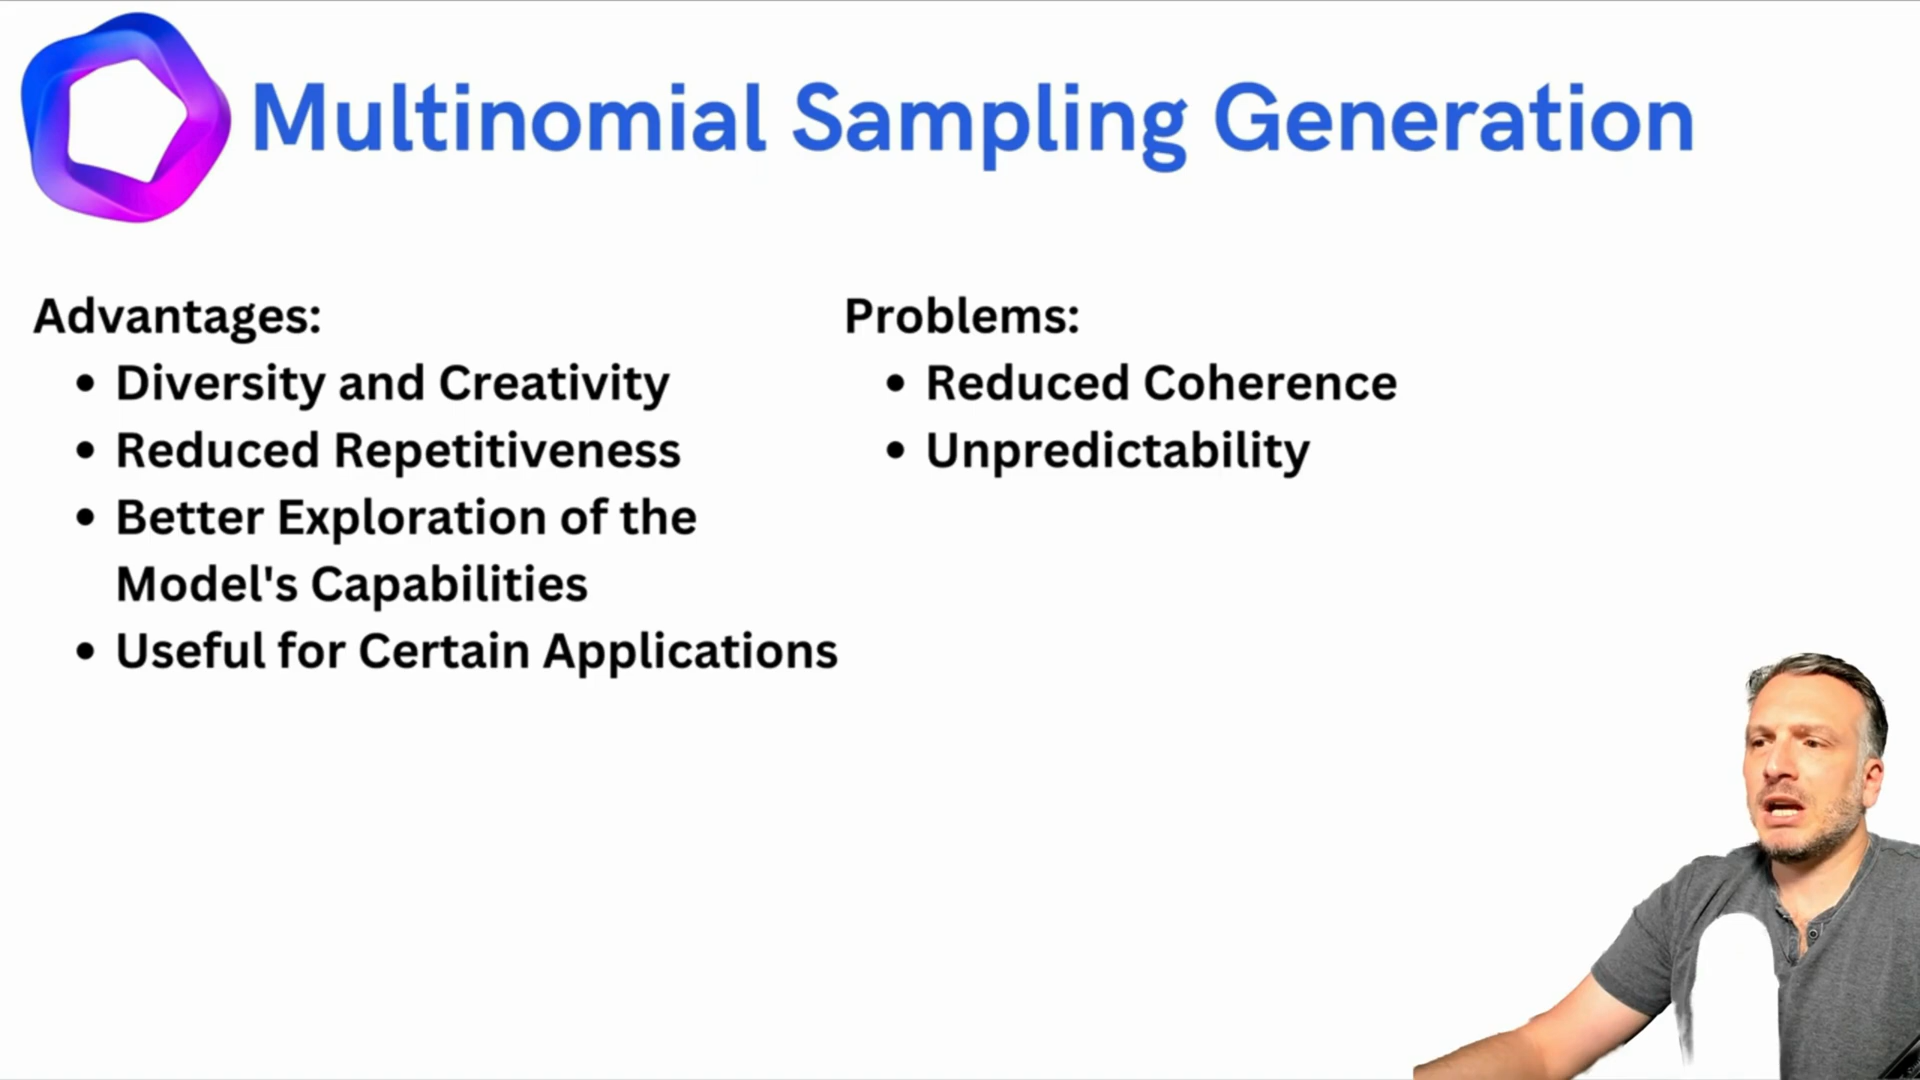 Multinomial Sampling Generation
Advantages:
• Diversity and Creativity
• Reduced Repetitiveness
• Better Exploration of the
Model's Capabilities
• Useful for Certain Applications
Problems:
• Reduced Coherence
• Unpredictability